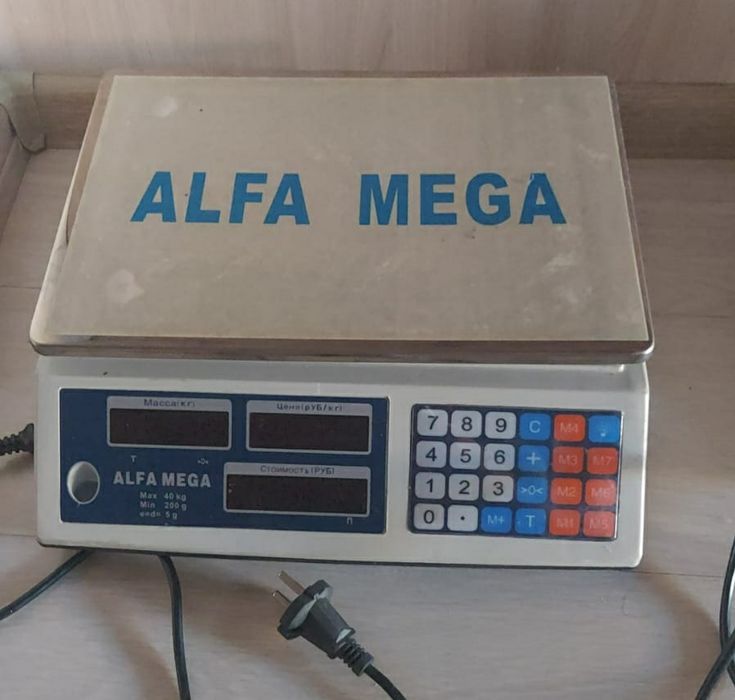 ALFA MEGA
Масса(кг)
Цена(рУБ/кг)
T →0←
Стоимость(РУБ)
ALFA MEGA
Max 40 kg
Min 200 g
e=d= 5 g
П
7 8 9 C M4
4 5 6 + M3 M7
1 2 3 >0< M2 M6
0 . M+ T M1 M5